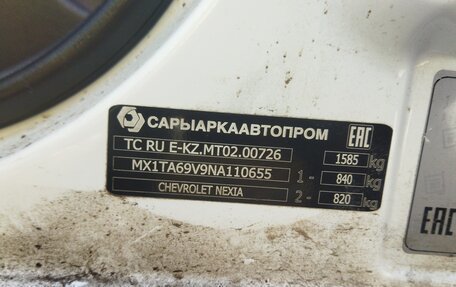 САРЫАРКААВТОПРОМ EAC
TC RU E-KZ.MT02.00726 1585 kg
MX1TA69V9NA110655 1 - 840 kg
CHEVROLET NEXIA 2 - 820 kg
EAC